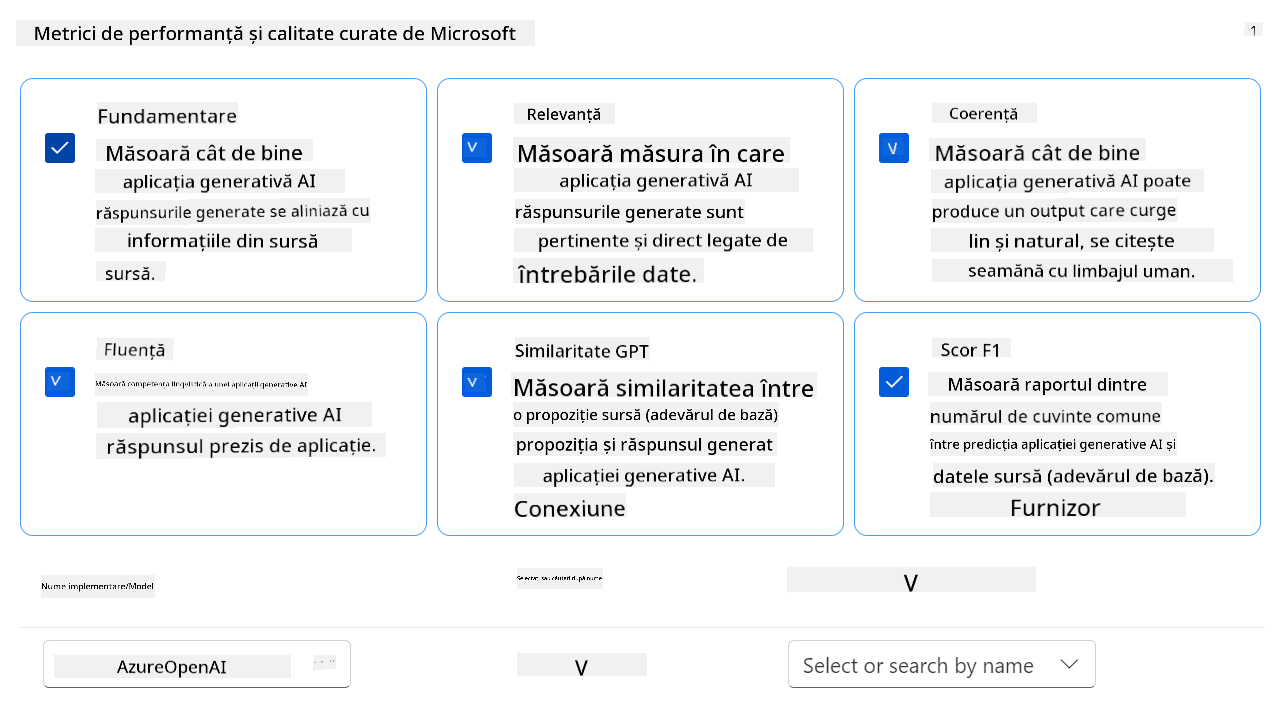 Metrici de performanță și calitate curate de Microsoft
1
Fundamentare
Măsoară cât de bine
aplicația generativă AI
răspunsurile generate se aliniază cu
informațiile din sursă
sursă.
Relevanță
Măsoară măsura în care
aplicația generativă AI
răspunsurile generate sunt
pertinente și direct legate de
întrebările date.
Coerență
Măsoară cât de bine
aplicația generativă AI poate
produce un output care curge
lin și natural, se citește
seamănă cu limbajul uman.
Fluență
Măsoară competența lingvistică a unei aplicații generative AI
aplicației generative AI
răspunsul prezis de aplicație.
Similaritate GPT
Măsoară similaritatea între
o propoziție sursă (adevărul de bază)
propoziția și răspunsul generat
aplicației generative AI.
Conexiune
Scor F1
Măsoară raportul dintre
numărul de cuvinte comune
între predicția aplicației generative AI și
datele sursă (adevărul de bază).
Furnizor
Nume implementare/Model
Selectați sau căutați după nume
V
AzureOpenAI
V
Select or search by name